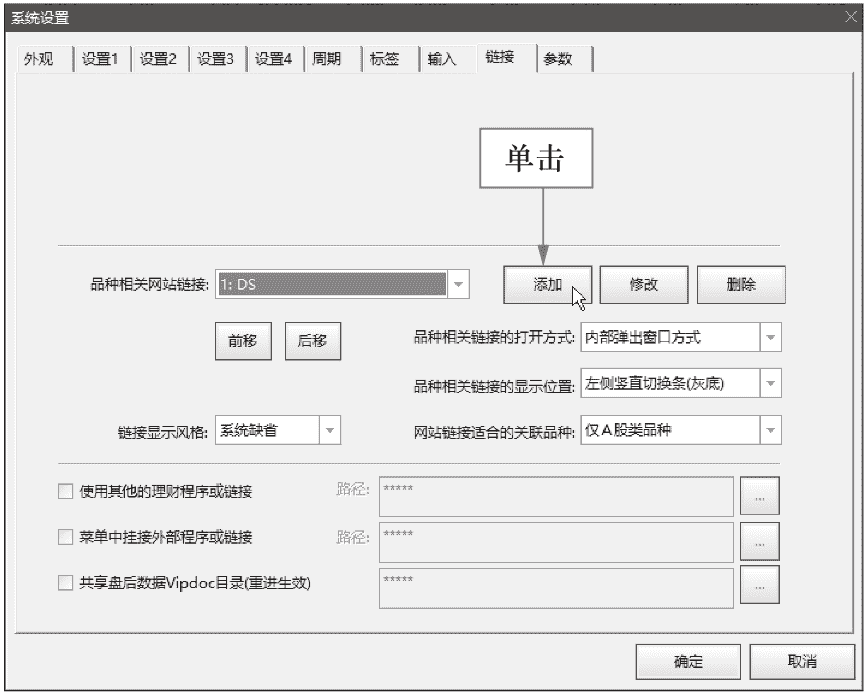 系统设置
外观 设置1 设置2 设置3 设置4 周期 标签 输入 链接 参数
单击
品种相关网站链接: 1: DS 添加 修改 删除
前移 后移 品种相关链接的打开方式: 内部弹出窗口方式
品种相关链接的显示位置: 左侧竖直切换条(灰底)
链接显示风格: 系统缺省 网站链接适合的关联品种: 仅A股类品种
使用其他的理财程序或链接 路径: ***** ...
菜单中挂接外部程序或链接 路径: ***** ...
共享盘后数据Vipdoc目录(重进生效) ***** ...
确定 取消